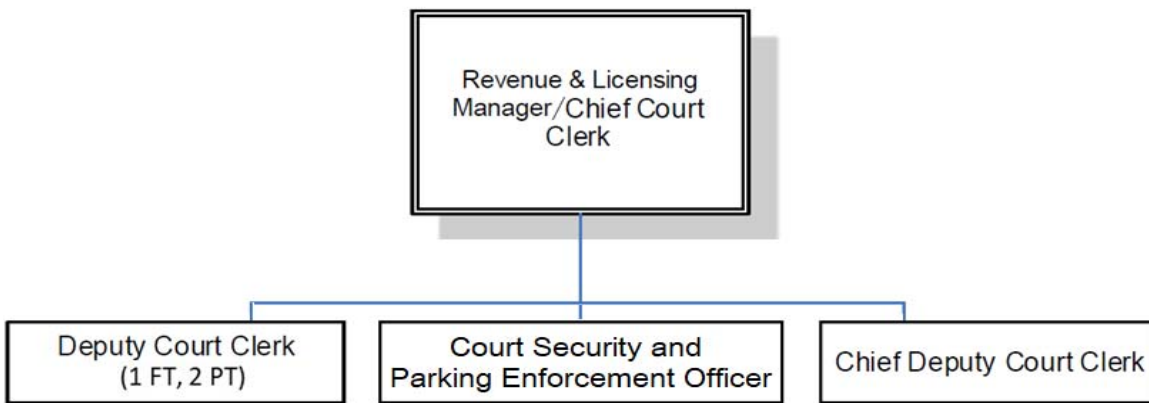 Revenue & Licensing
Manager/Chief Court
Clerk
Deputy Court Clerk
(1 FT, 2 PT)
Court Security and
Parking Enforcement Officer
Chief Deputy Court Clerk